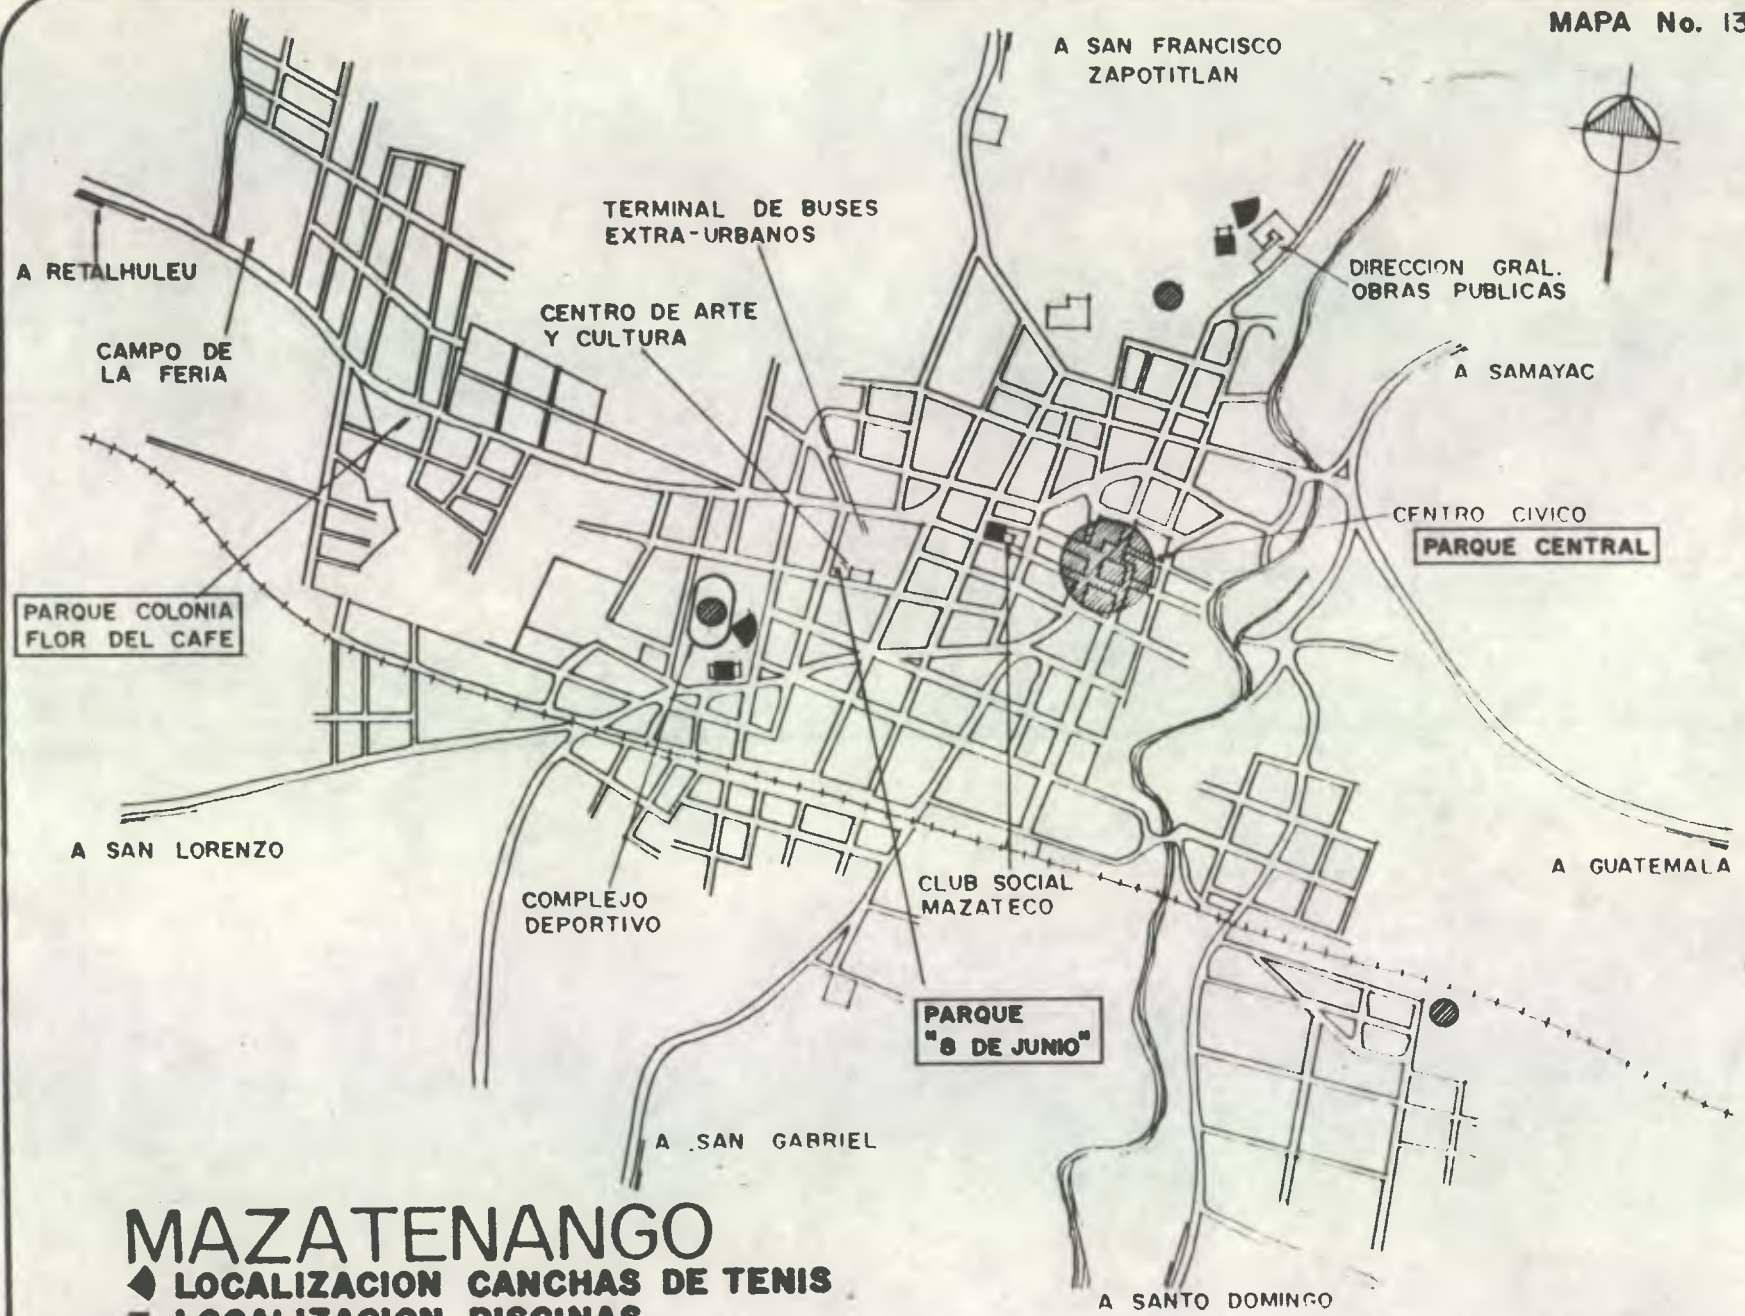 MAPA No. 13
A SAN FRANCISCO
ZAPOTITLAN
TERMINAL DE BUSES
EXTRA-URBANOS
A RETALHULEU
DIRECCION GRAL.
OBRAS PUBLICAS
CENTRO DE ARTE
Y CULTURA
CAMPO DE
LA FERIA
A SAMAYAC
CENTRO CIVICO
PARQUE CENTRAL
PARQUE COLONIA
FLOR DEL CAFE
A SAN LORENZO
A GUATEMALA
COMPLEJO
DEPORTIVO
CLUB SOCIAL
MAZATECO
PARQUE
"8 DE JUNIO"
A SAN GABRIEL
MAZATENANGO
LOCALIZACION CANCHAS DE TENIS
LOCALIZACION PISCINAS
A SANTO DOMINGO